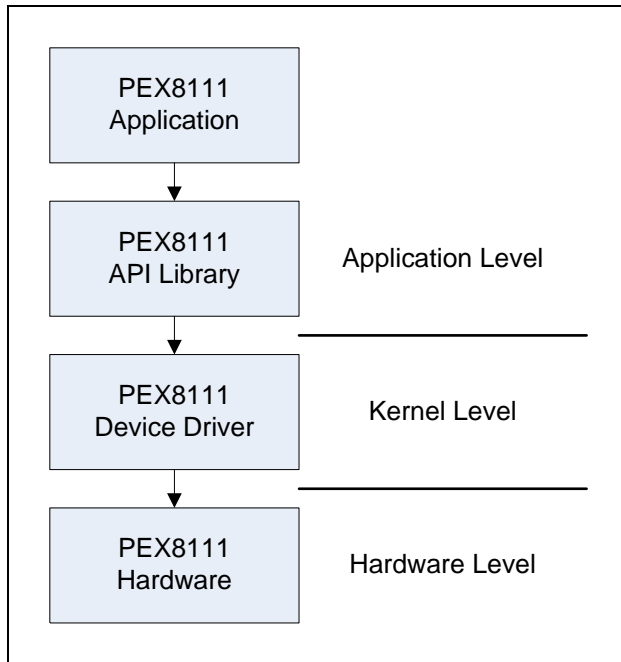 PEX8111
Application
PEX8111
API Library
Application Level
PEX8111
Device Driver
Kernel Level
PEX8111
Hardware
Hardware Level